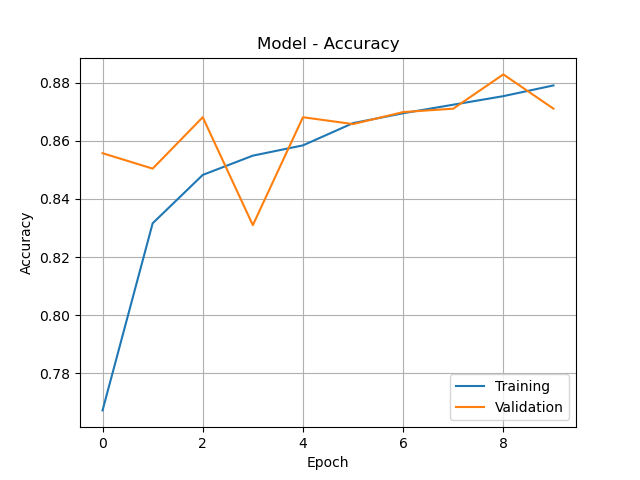 Model - Accuracy
Accuracy
0.88
0.86
0.84
0.82
0.80
0.78
0 2 4 6 8
Epoch
Training
Validation